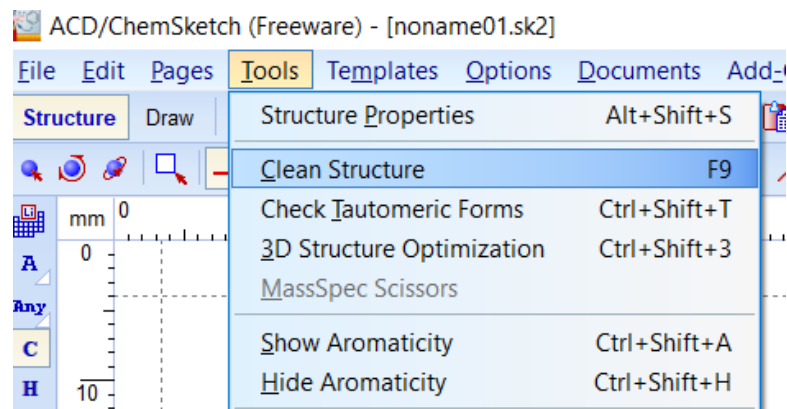 ACD/ChemSketch (Freeware) - [noname01.sk2]
File Edit Pages Tools Templates Options Documents Add-
Structure Draw
Structure Properties Alt+Shift+S
Clean Structure F9
Check Tautomeric Forms Ctrl+Shift+T
3D Structure Optimization Ctrl+Shift+3
MassSpec Scissors
Show Aromaticity Ctrl+Shift+A
Hide Aromaticity Ctrl+Shift+H
Li
mm 0
0
A
Any
C
H
10